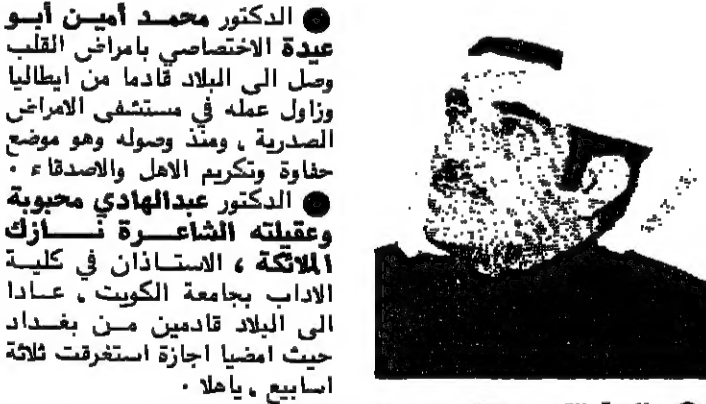 ● الدكتور محمد أمين أبو
عيدة الاختصاصي بامراض القلب
وصل الى البلاد قادما من ايطاليا
وزاول عمله في مستشفى الامراض
الصدرية ، ومنذ وصوله وهو موضع
حفاوة وتكريم الاهل والاصدقاء ٠
● الدكتور عبدالهادي محبوبة
وعقيلته الشاعرة نازك
الملائكة ، الاستاذان في كلية
الاداب بجامعة الكويت ، عادا
الى البلاد قادمين من بغداد
حيث امضيا اجازة استغرقت ثلاثة
اسابيع ، ياهلا ٠